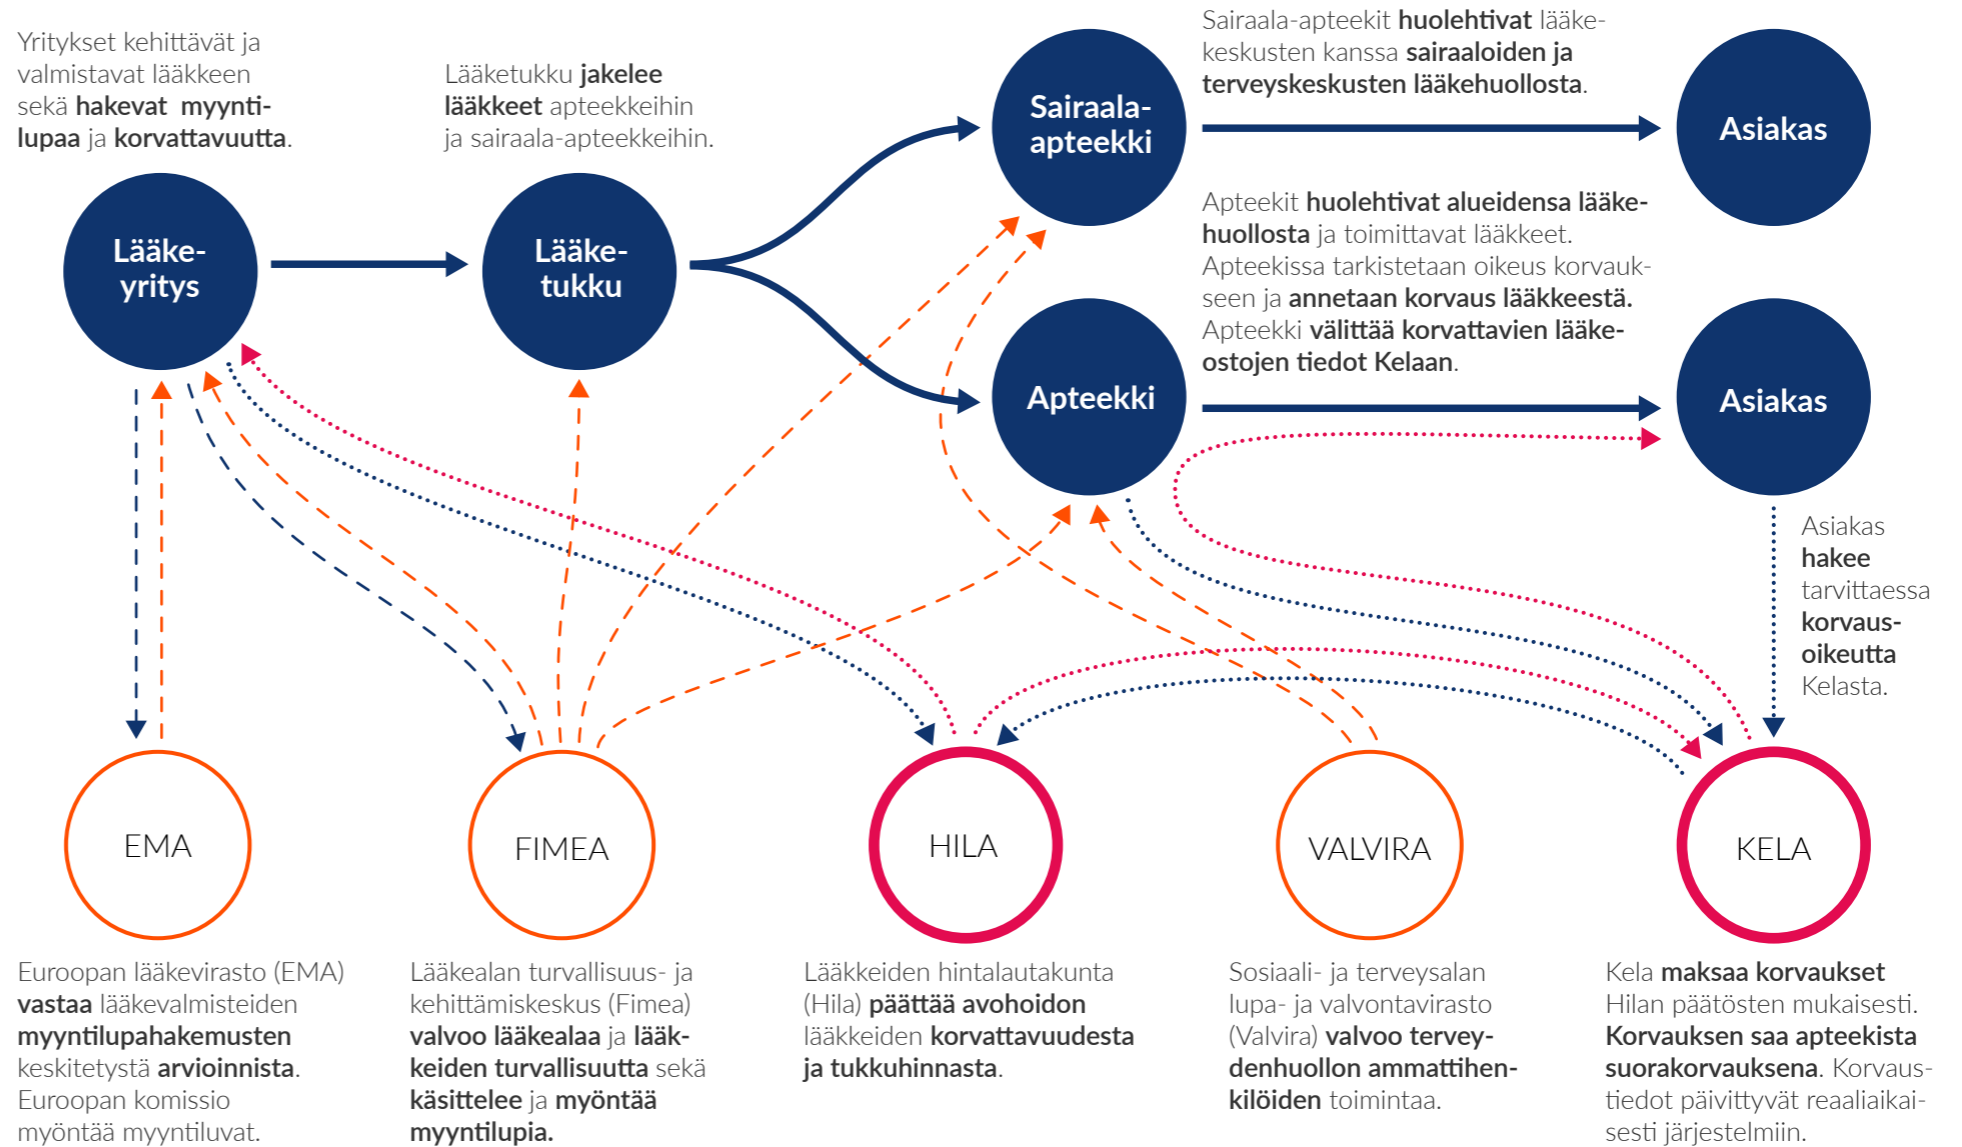 Yritykset kehittävät ja
valmistavat lääkkeen
sekä hakevat myynti-
lupaa ja korvattavuutta.
Lääketukku jakelee
lääkkeet apteekkeihin
ja sairaala-apteekkeihin.
Sairaala-apteekit huolehtivat lääke-
keskusten kanssa sairaaloiden ja
terveyskeskusten lääkehuollosta.
Lääke-
yritys
Lääke-
tukku
Sairaala-
apteekki
Asiakas
Apteekit huolehtivat alueidensa lääke-
huollosta ja toimittavat lääkkeet.
Apteekissa tarkistetaan oikeus korvauk-
seen ja annetaan korvaus lääkkeestä.
Apteekki välittää korvattavien lääke-
ostojen tiedot Kelaan.
Apteekki
Asiakas
Asiakas
hakee
tarvittaessa
korvaus-
oikeutta
Kelasta.
EMA
FIMEA
HILA
VALVIRA
KELA
Euroopan lääkevirasto (EMA)
vastaa lääkevalmisteiden
myyntilupahakemusten
keskitetystä arvioinnista.
Euroopan komissio
myöntää myyntiluvat.
Lääkealan turvallisuus- ja
kehittämiskeskus (Fimea)
valvoo lääkealaa ja lääk-
keiden turvallisuutta sekä
käsittelee ja myöntää
myyntilupia.
Lääkkeiden hintalautakunta
(Hila) päättää avohoidon
lääkkeiden korvattavuudesta
ja tukkuhinnasta.
Sosiaali- ja terveysalan
lupa- ja valvontavirasto
(Valvira) valvoo tervey-
denhuollon ammattihen-
kilöiden toimintaa.
Kela maksaa korvaukset
Hilan päätösten mukaisesti.
Korvauksen saa apteekista
suorakorvauksena. Korvaus-
tiedot päivittyvät reaaliaikai-
sesti järjestelmiin.